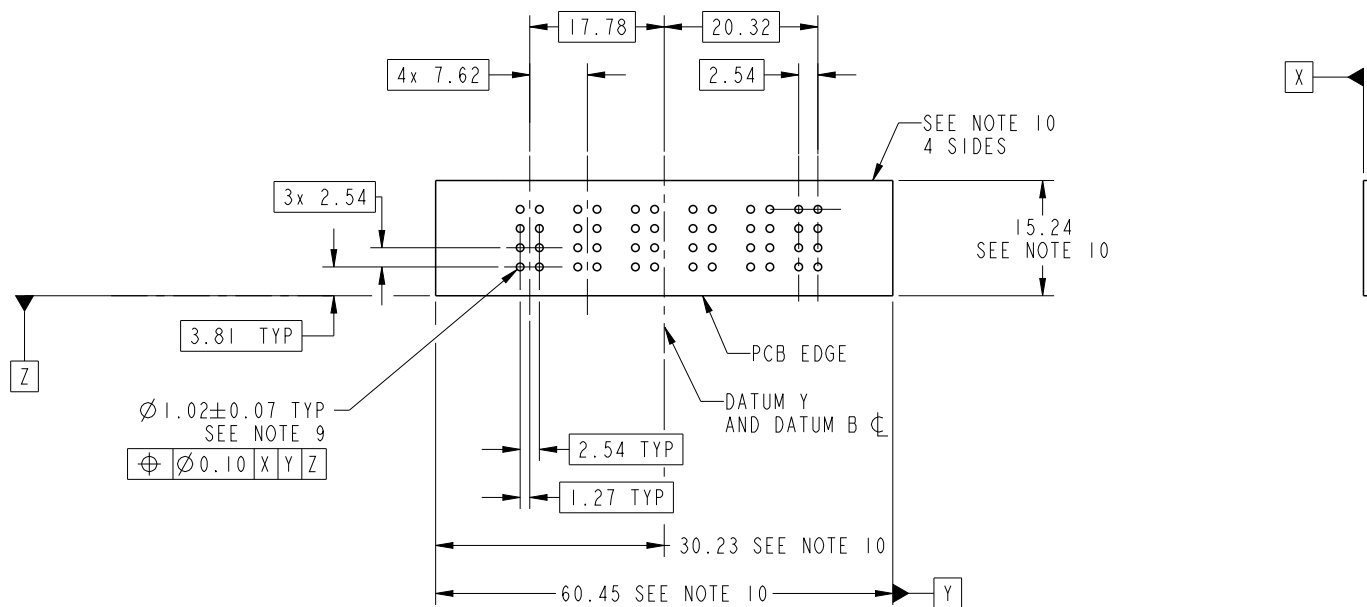 17.78
20.32
4x 7.62
2.54
X
SEE NOTE 10
4 SIDES
3x 2.54
15.24
SEE NOTE 10
3.81 TYP
PCB EDGE
Z
Ø1.02±0.07 TYP
SEE NOTE 9
DATUM Y
AND DATUM B ℄
⌖ Ø0.10 X Y Z
2.54 TYP
1.27 TYP
30.23 SEE NOTE 10
60.45 SEE NOTE 10
Y